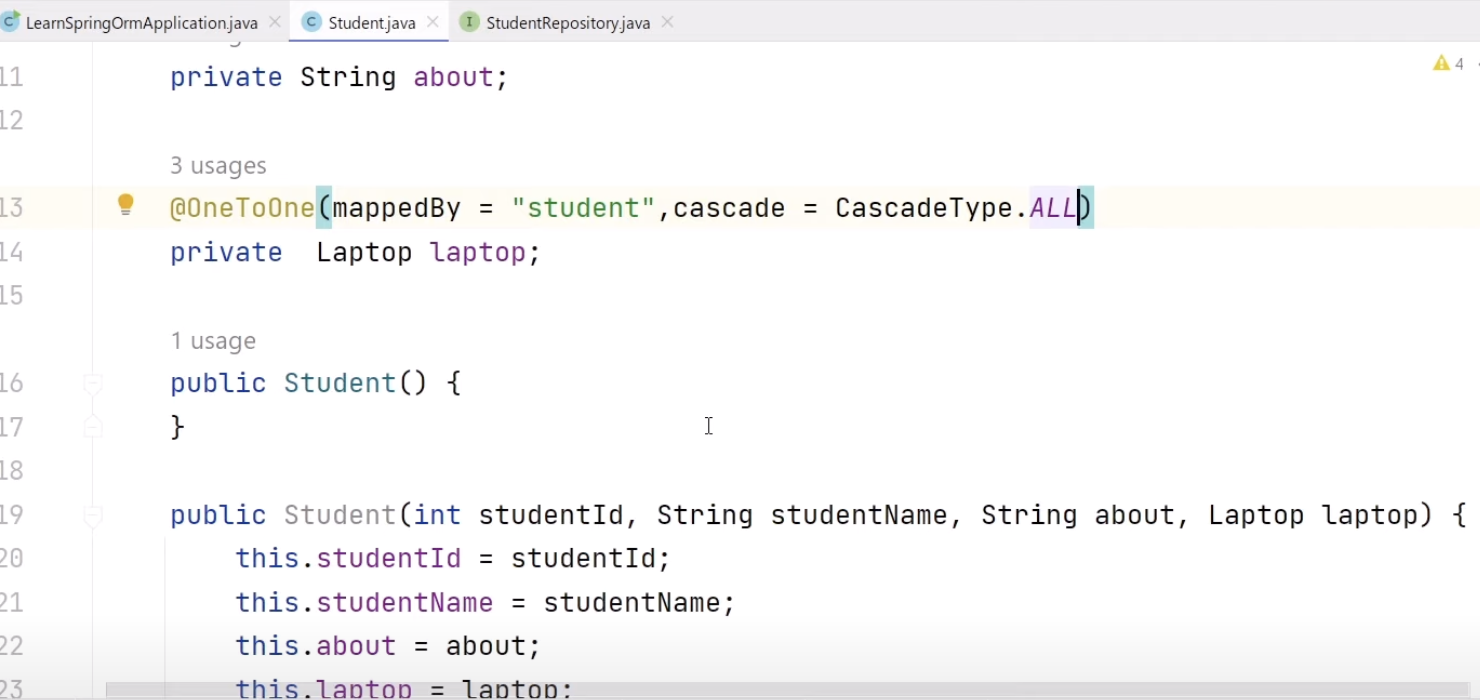 LearnSpringOrmApplication.java Student.java StudentRepository.java
11 private String about; 4
12
3 usages
13 @OneToOne(mappedBy = "student",cascade = CascadeType.ALL)
14 private  Laptop laptop;
15
1 usage
16 public Student() {
17 }
18
19 public Student(int studentId, String studentName, String about, Laptop laptop) {
20 this.studentId = studentId;
21 this.studentName = studentName;
22 this.about = about;
23 this.laptop = laptop;